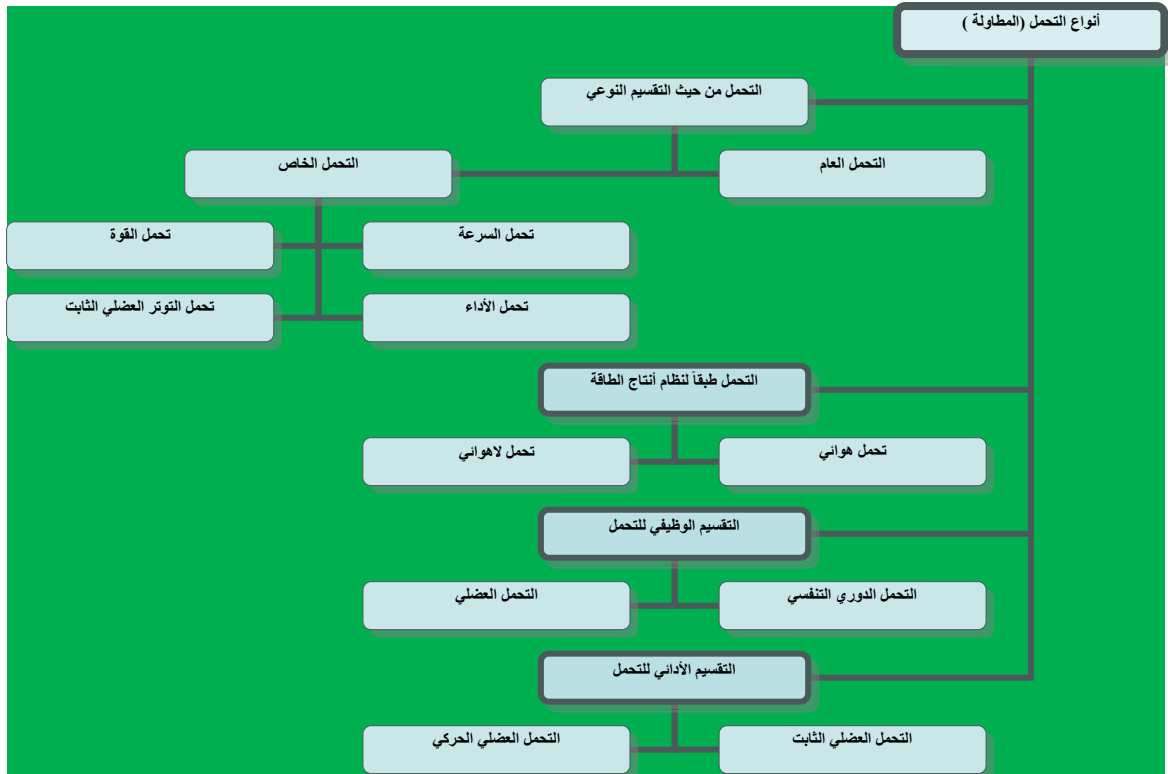 أنواع التحمل (المطاولة )
التحمل من حيث التقسيم النوعي
التحمل العام
التحمل الخاص
تحمل السرعة
تحمل القوة
تحمل الأداء
تحمل التوتر العضلي الثابت
التحمل طبقاً لنظام أنتاج الطاقة
تحمل هوائي
تحمل لاهوائي
التقسيم الوظيفي للتحمل
التحمل الدوري التنفسي
التحمل العضلي
التقسيم الأدائي للتحمل
التحمل العضلي الثابت
التحمل العضلي الحركي